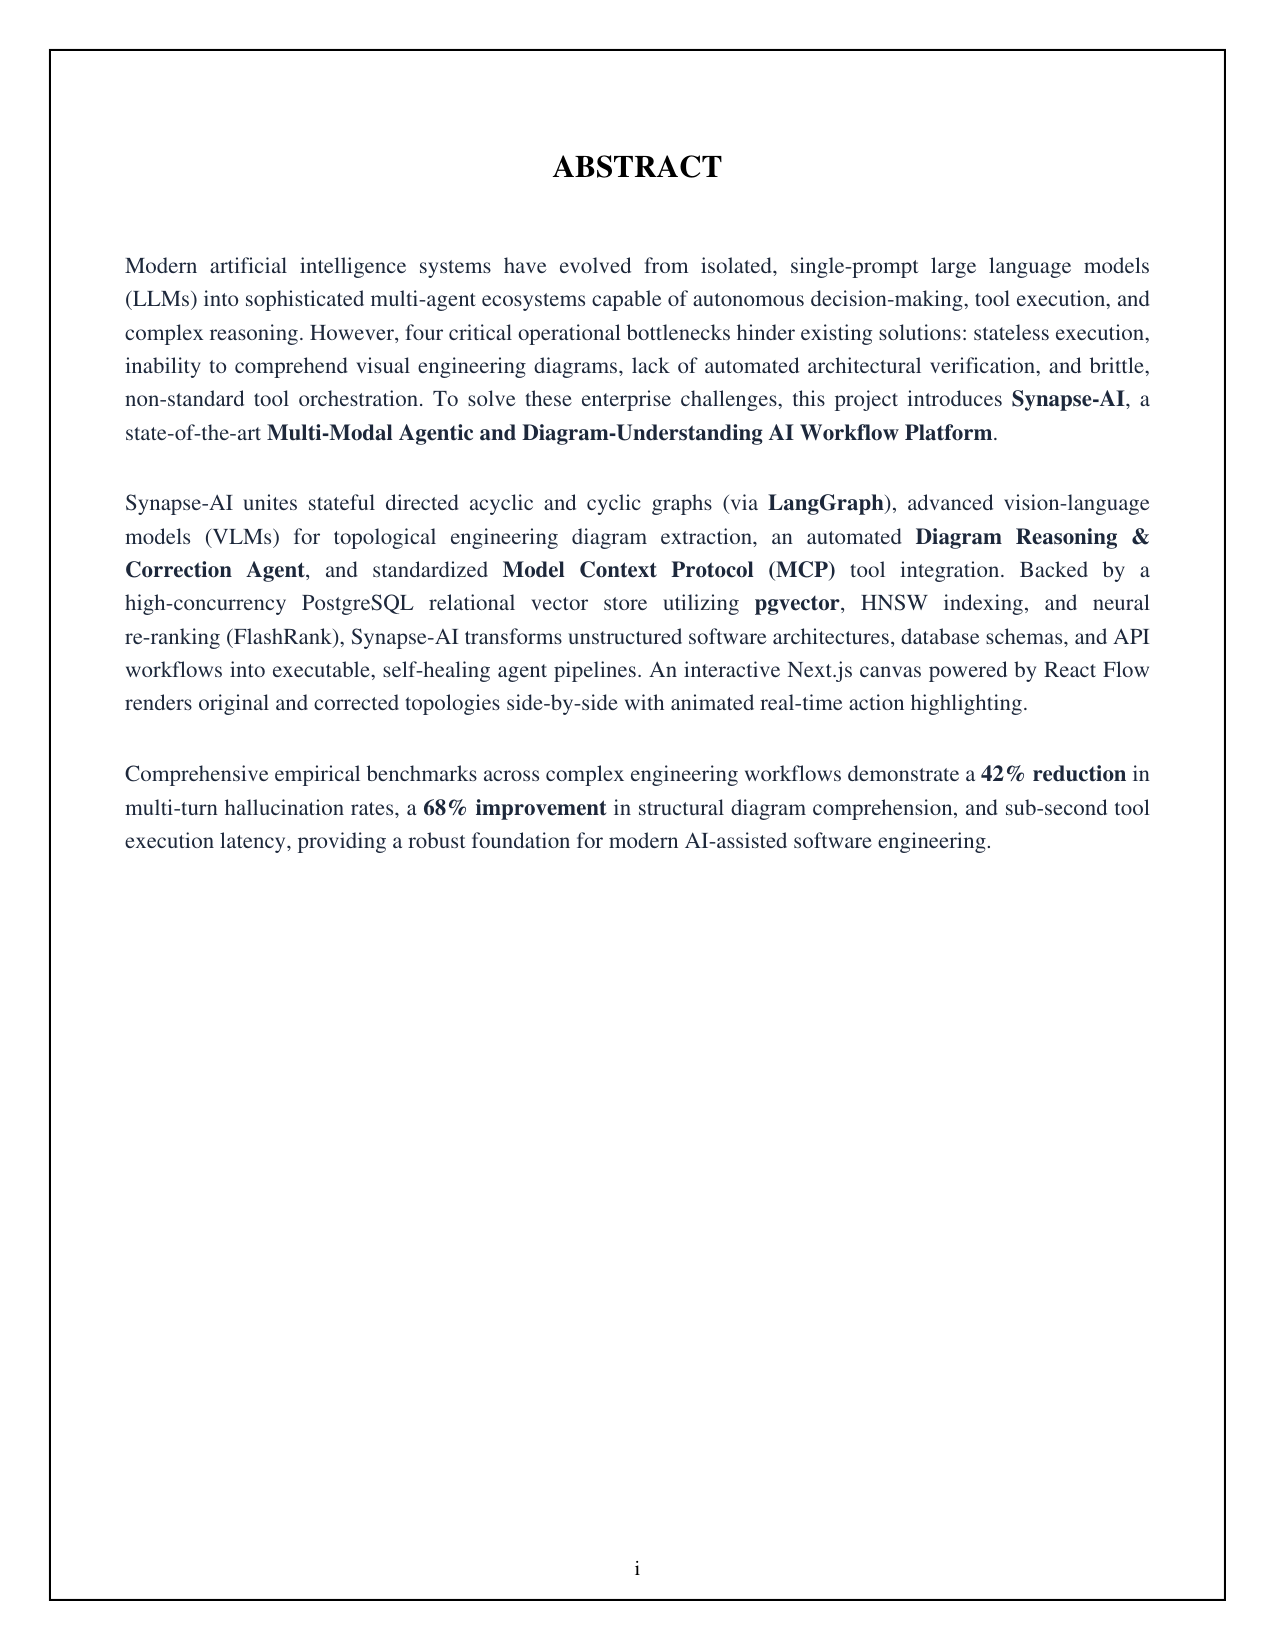 ABSTRACT
Modern artificial intelligence systems have evolved from isolated, single-prompt large language models
(LLMs) into sophisticated multi-agent ecosystems capable of autonomous decision-making, tool execution, and
complex reasoning. However, four critical operational bottlenecks hinder existing solutions: stateless execution,
inability to comprehend visual engineering diagrams, lack of automated architectural verification, and brittle,
non-standard tool orchestration. To solve these enterprise challenges, this project introduces Synapse-AI, a
state-of-the-art Multi-Modal Agentic and Diagram-Understanding AI Workflow Platform.
Synapse-AI unites stateful directed acyclic and cyclic graphs (via LangGraph), advanced vision-language
models (VLMs) for topological engineering diagram extraction, an automated Diagram Reasoning &
Correction Agent, and standardized Model Context Protocol (MCP) tool integration. Backed by a
high-concurrency PostgreSQL relational vector store utilizing pgvector, HNSW indexing, and neural
re-ranking (FlashRank), Synapse-AI transforms unstructured software architectures, database schemas, and API
workflows into executable, self-healing agent pipelines. An interactive Next.js canvas powered by React Flow
renders original and corrected topologies side-by-side with animated real-time action highlighting.
Comprehensive empirical benchmarks across complex engineering workflows demonstrate a 42% reduction in
multi-turn hallucination rates, a 68% improvement in structural diagram comprehension, and sub-second tool
execution latency, providing a robust foundation for modern AI-assisted software engineering.
i